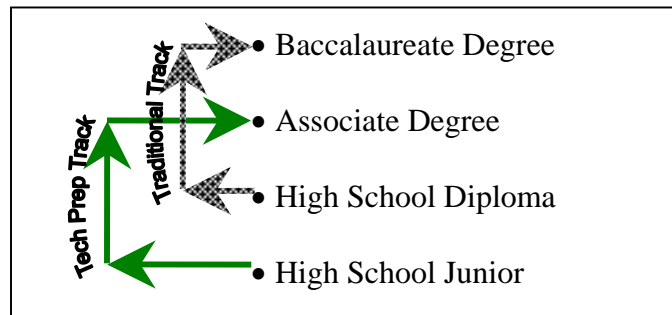 • Baccalaureate Degree
• Associate Degree
• High School Diploma
• High School Junior
Traditional Track
Tech Prep Track